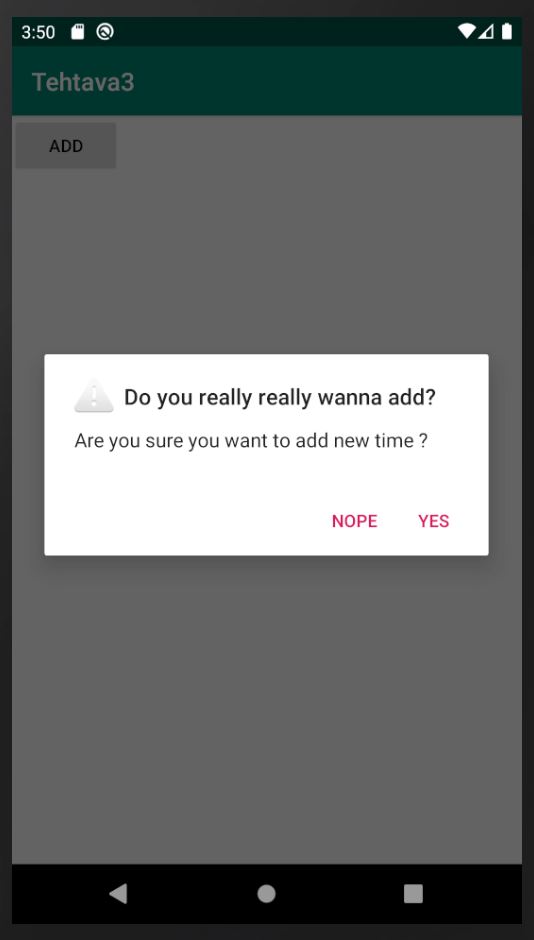 3:50
Tehtava3
ADD
Do you really really wanna add?
Are you sure you want to add new time ?
NOPE YES